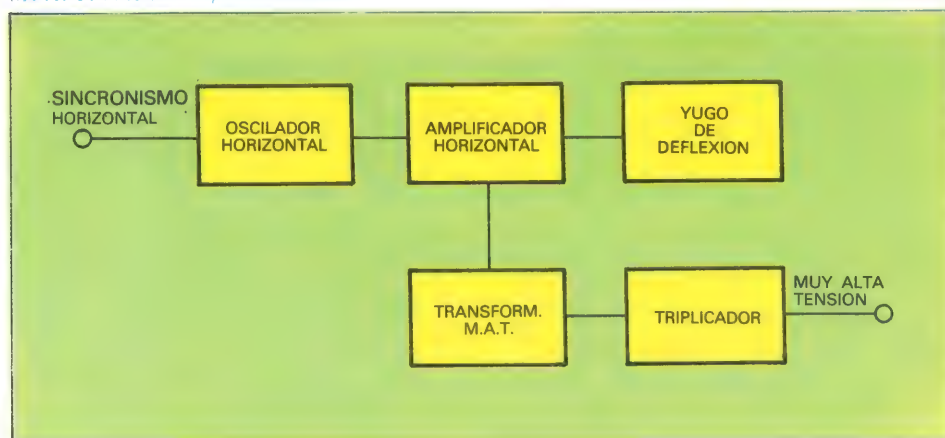 SINCRONISMO
HORIZONTAL
OSCILADOR
HORIZONTAL
AMPLIFICADOR
HORIZONTAL
YUGO
DE
DEFLEXION
TRANSFORM.
M.A.T.
TRIPLICADOR
MUY ALTA
TENSION